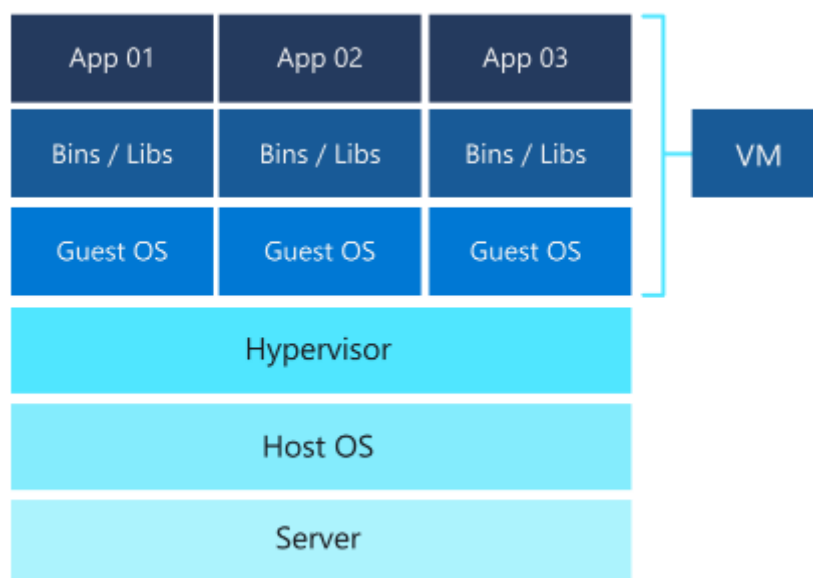 App 01
App 02
App 03
Bins / Libs
Bins / Libs
Bins / Libs
VM
Guest OS
Guest OS
Guest OS
Hypervisor
Host OS
Server